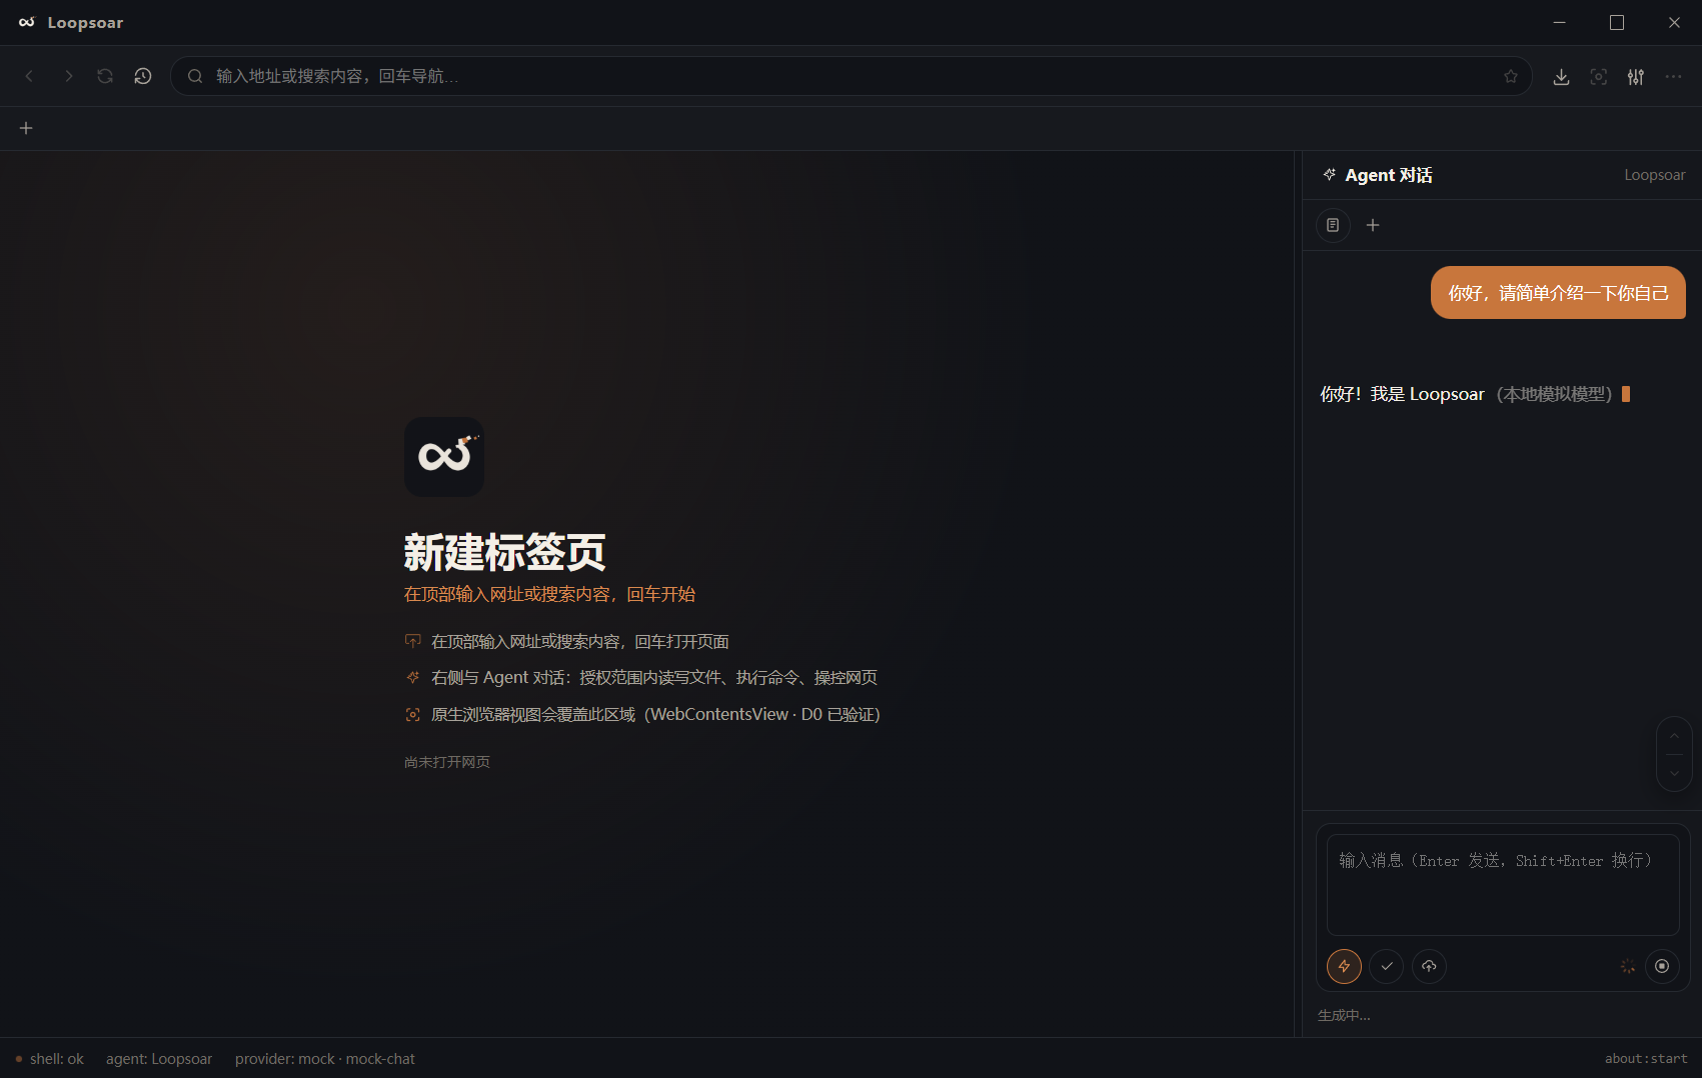 Loopsoar
输入地址或搜索内容，回车导航...
Agent 对话
Loopsoar
你好，请简单介绍一下你自己
你好！我是 Loopsoar（本地模拟模型）
新建标签页
在顶部输入网址或搜索内容，回车开始
在顶部输入网址或搜索内容，回车打开页面
右侧与 Agent 对话：授权范围内读写文件、执行命令、操控网页
原生浏览器视图会覆盖此区域（WebContentsView · D0 已验证）
尚未打开网页
输入消息（Enter 发送，Shift+Enter 换行）
生成中...
shell: ok
agent: Loopsoar
provider: mock · mock-chat
about:start